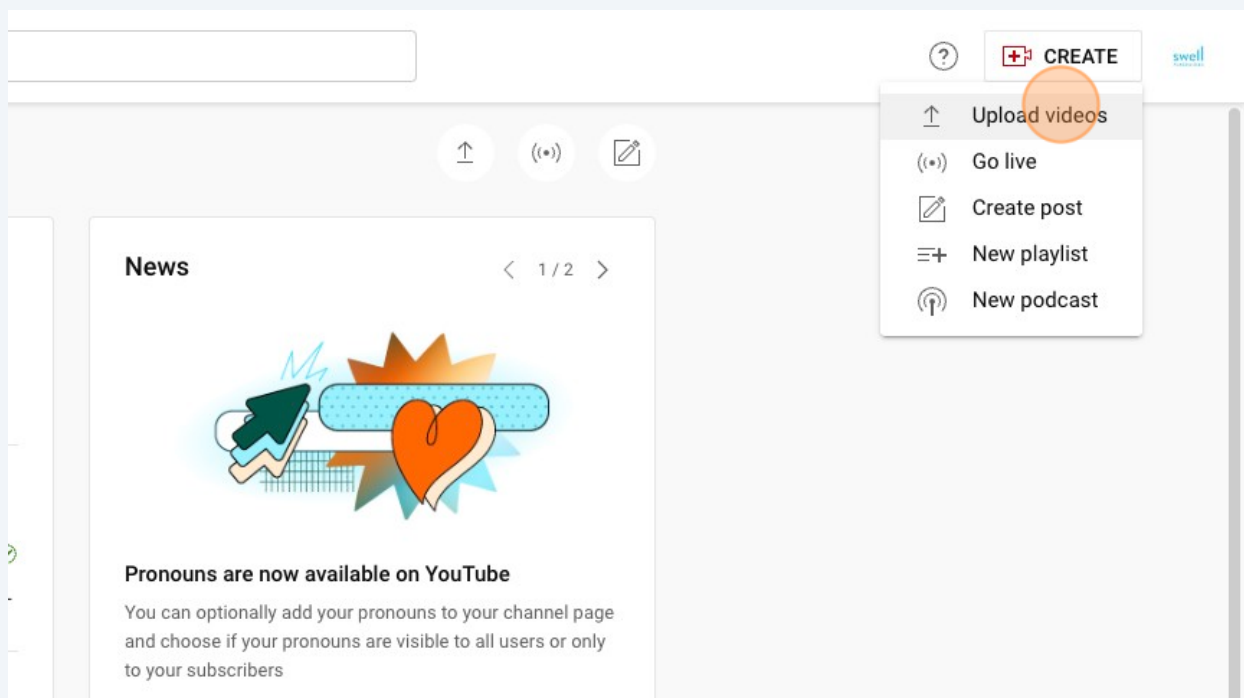 CREATE
swell
Upload videos
Go live
Create post
New playlist
New podcast
News
1 / 2
Pronouns are now available on YouTube
You can optionally add your pronouns to your channel page
and choose if your pronouns are visible to all users or only
to your subscribers